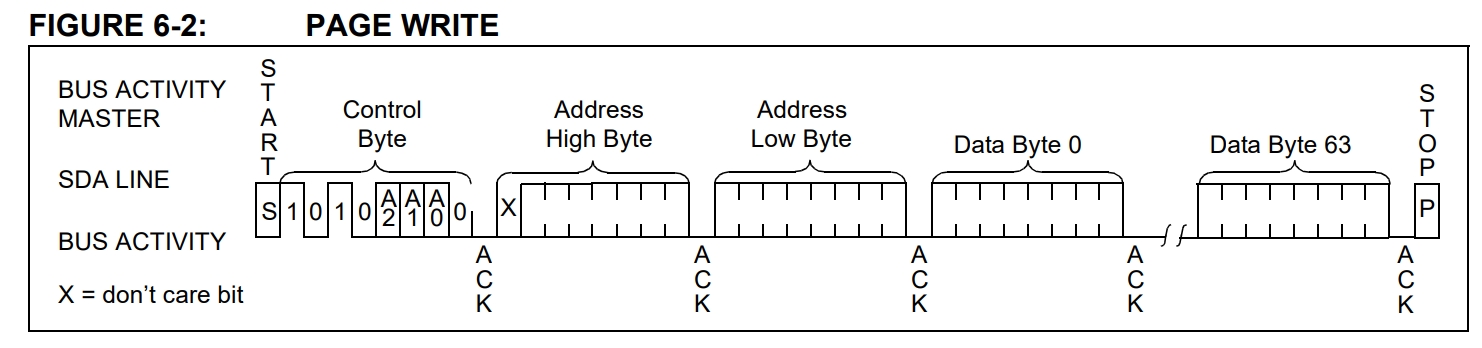 FIGURE 6-2: PAGE WRITE
BUS ACTIVITY
MASTER
SDA LINE
BUS ACTIVITY
X = don’t care bit
START
Control
Byte
Address
High Byte
Address
Low Byte
Data Byte 0
Data Byte 63
STOP
S 1 0 1 0 A2 A1 A0 0
X
P
ACK
ACK
ACK
ACK
ACK